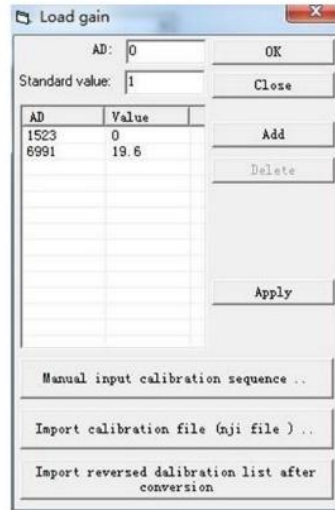 Load gain
AD: 0
OK
Standard value: 1
Close
AD Value
1523 0
6991 19.6
Add
Delete
Apply
Manual input calibration sequence ..
Import calibration file (nji file ) ..
Import reversed dalibration list after
conversion